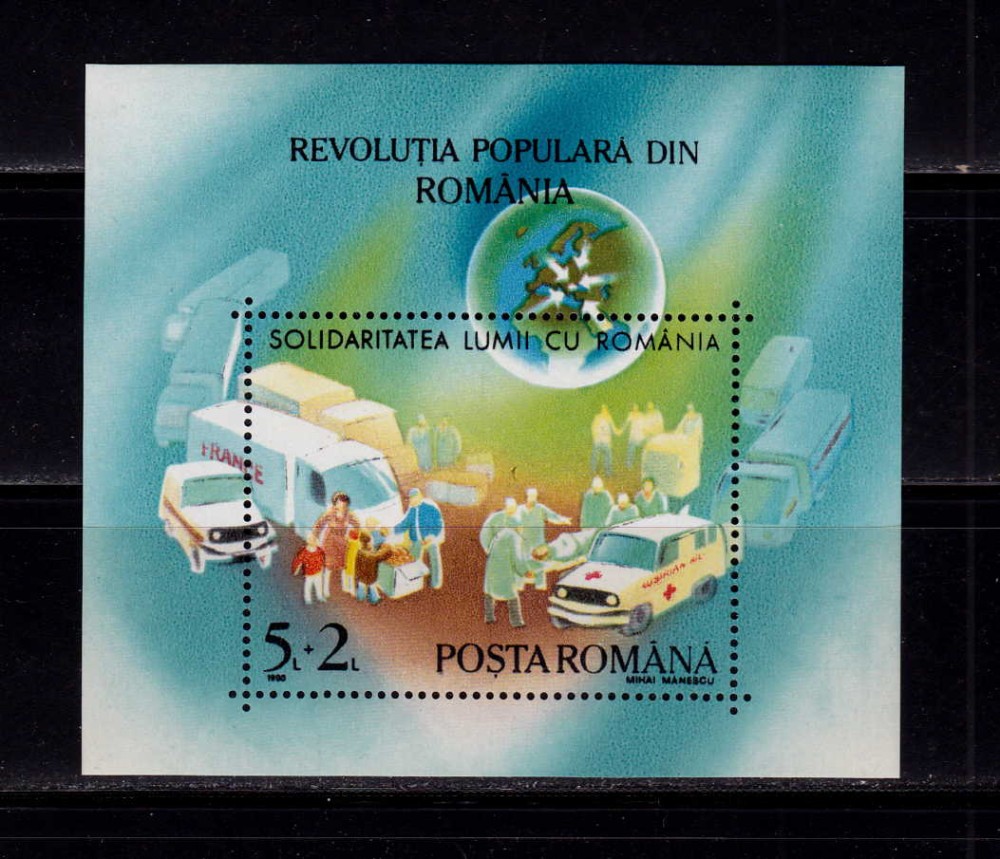 REVOLUȚIA POPULARĂ DIN
ROMÂNIA
SOLIDARITATEA LUMII CU ROMÂNIA
FRANCE
5L+2L
1990
POȘTA ROMÂNĂ
MIHAI MĂNESCU